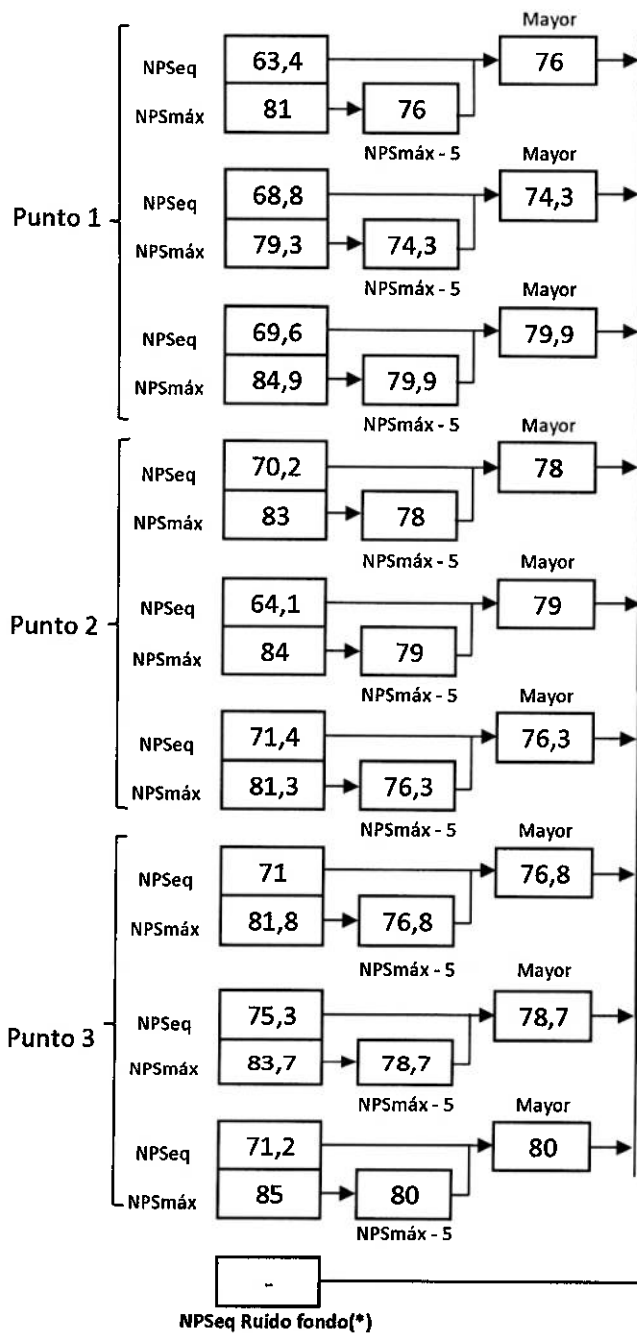 Mayor
NPSeq 63,4 76
NPSmáx 81 76
NPSmáx - 5
Mayor
NPSeq 68,8 74,3
Punto 1
NPSmáx 79,3 74,3
NPSmáx - 5
Mayor
NPSeq 69,6 79,9
NPSmáx 84,9 79,9
NPSmáx - 5
Mayor
NPSeq 70,2 78
NPSmáx 83 78
NPSmáx - 5
Mayor
NPSeq 64,1 79
Punto 2
NPSmáx 84 79
NPSmáx - 5
Mayor
NPSeq 71,4 76,3
NPSmáx 81,3 76,3
NPSmáx - 5
Mayor
NPSeq 71 76,8
NPSmáx 81,8 76,8
NPSmáx - 5
Mayor
NPSeq 75,3 78,7
Punto 3
NPSmáx 83,7 78,7
NPSmáx - 5
Mayor
NPSeq 71,2 80
NPSmáx 85 80
NPSmáx - 5
-
NPSeq Ruido fondo(*)